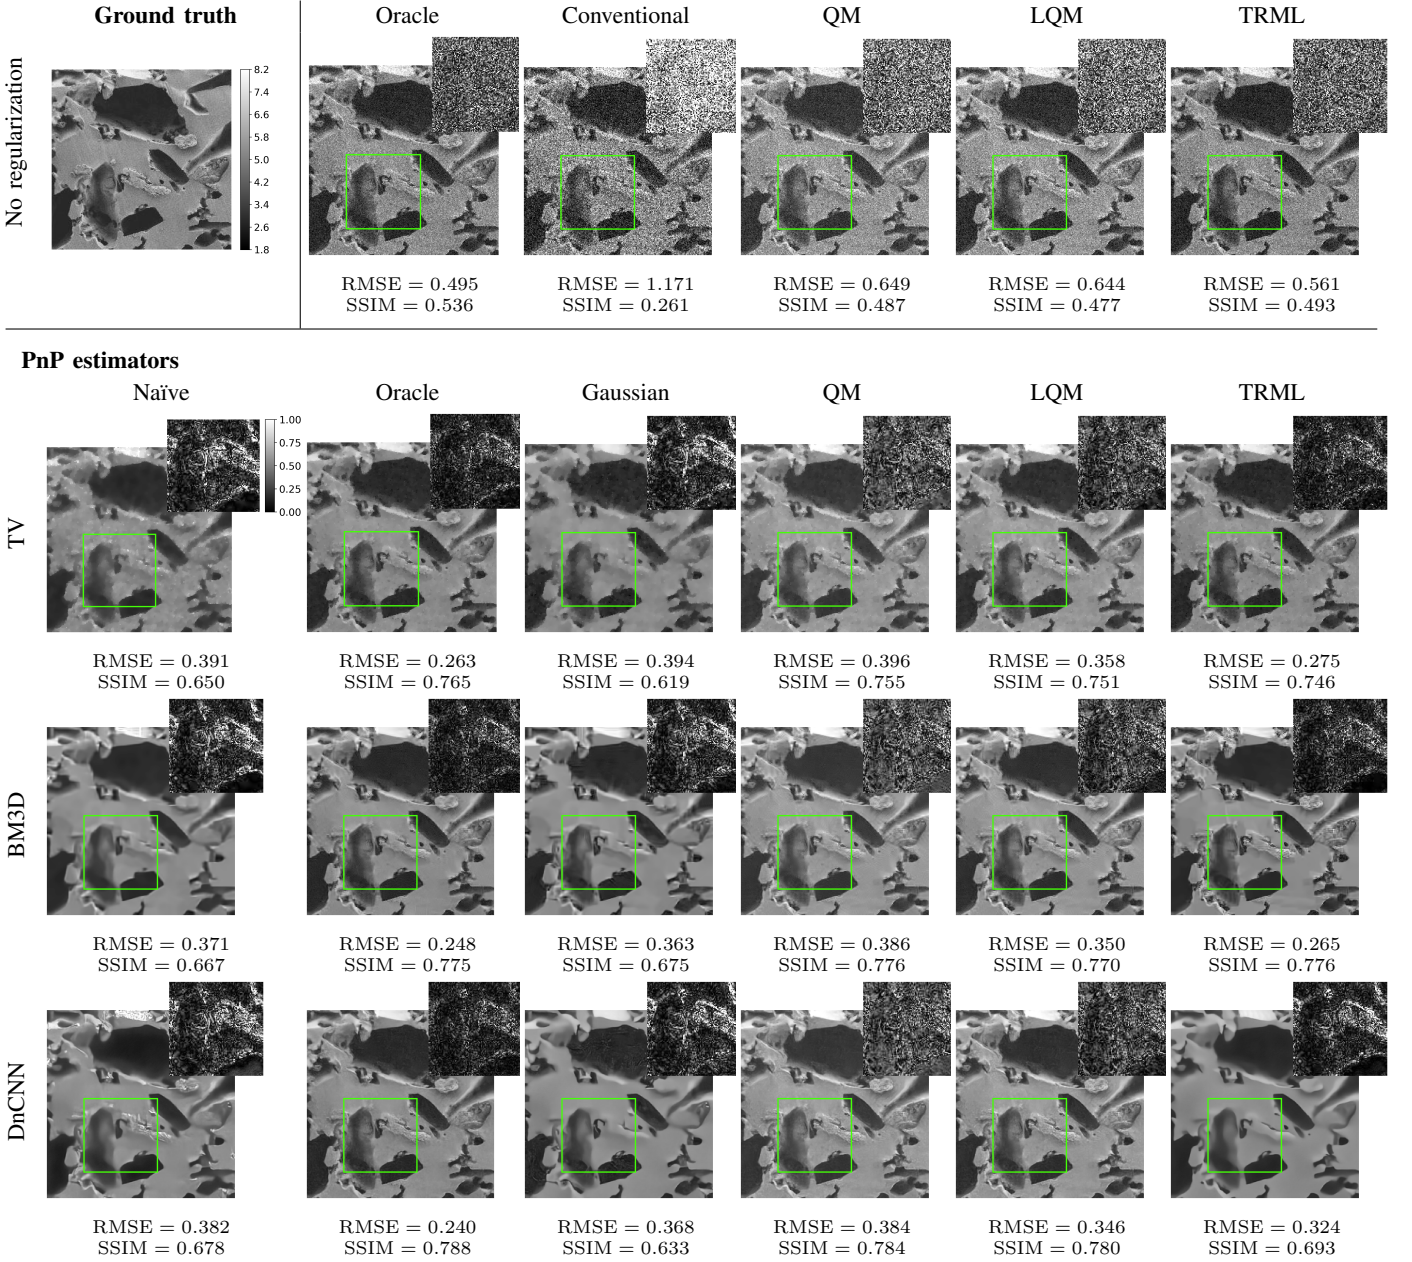 Ground truth
Oracle
Conventional
QM
LQM
TRML
No regularization
8.2
7.4
6.6
5.8
5.0
4.2
3.4
2.6
1.8
RMSE = 0.495
SSIM = 0.536
RMSE = 1.171
SSIM = 0.261
RMSE = 0.649
SSIM = 0.487
RMSE = 0.644
SSIM = 0.477
RMSE = 0.561
SSIM = 0.493
PnP estimators
Naïve
Oracle
Gaussian
QM
LQM
TRML
TV
1.00
0.75
0.50
0.25
0.00
RMSE = 0.391
SSIM = 0.650
RMSE = 0.263
SSIM = 0.765
RMSE = 0.394
SSIM = 0.619
RMSE = 0.396
SSIM = 0.755
RMSE = 0.358
SSIM = 0.751
RMSE = 0.275
SSIM = 0.746
BM3D
RMSE = 0.371
SSIM = 0.667
RMSE = 0.248
SSIM = 0.775
RMSE = 0.363
SSIM = 0.675
RMSE = 0.386
SSIM = 0.776
RMSE = 0.350
SSIM = 0.770
RMSE = 0.265
SSIM = 0.776
DnCNN
RMSE = 0.382
SSIM = 0.678
RMSE = 0.240
SSIM = 0.788
RMSE = 0.368
SSIM = 0.633
RMSE = 0.384
SSIM = 0.784
RMSE = 0.346
SSIM = 0.780
RMSE = 0.324
SSIM = 0.693